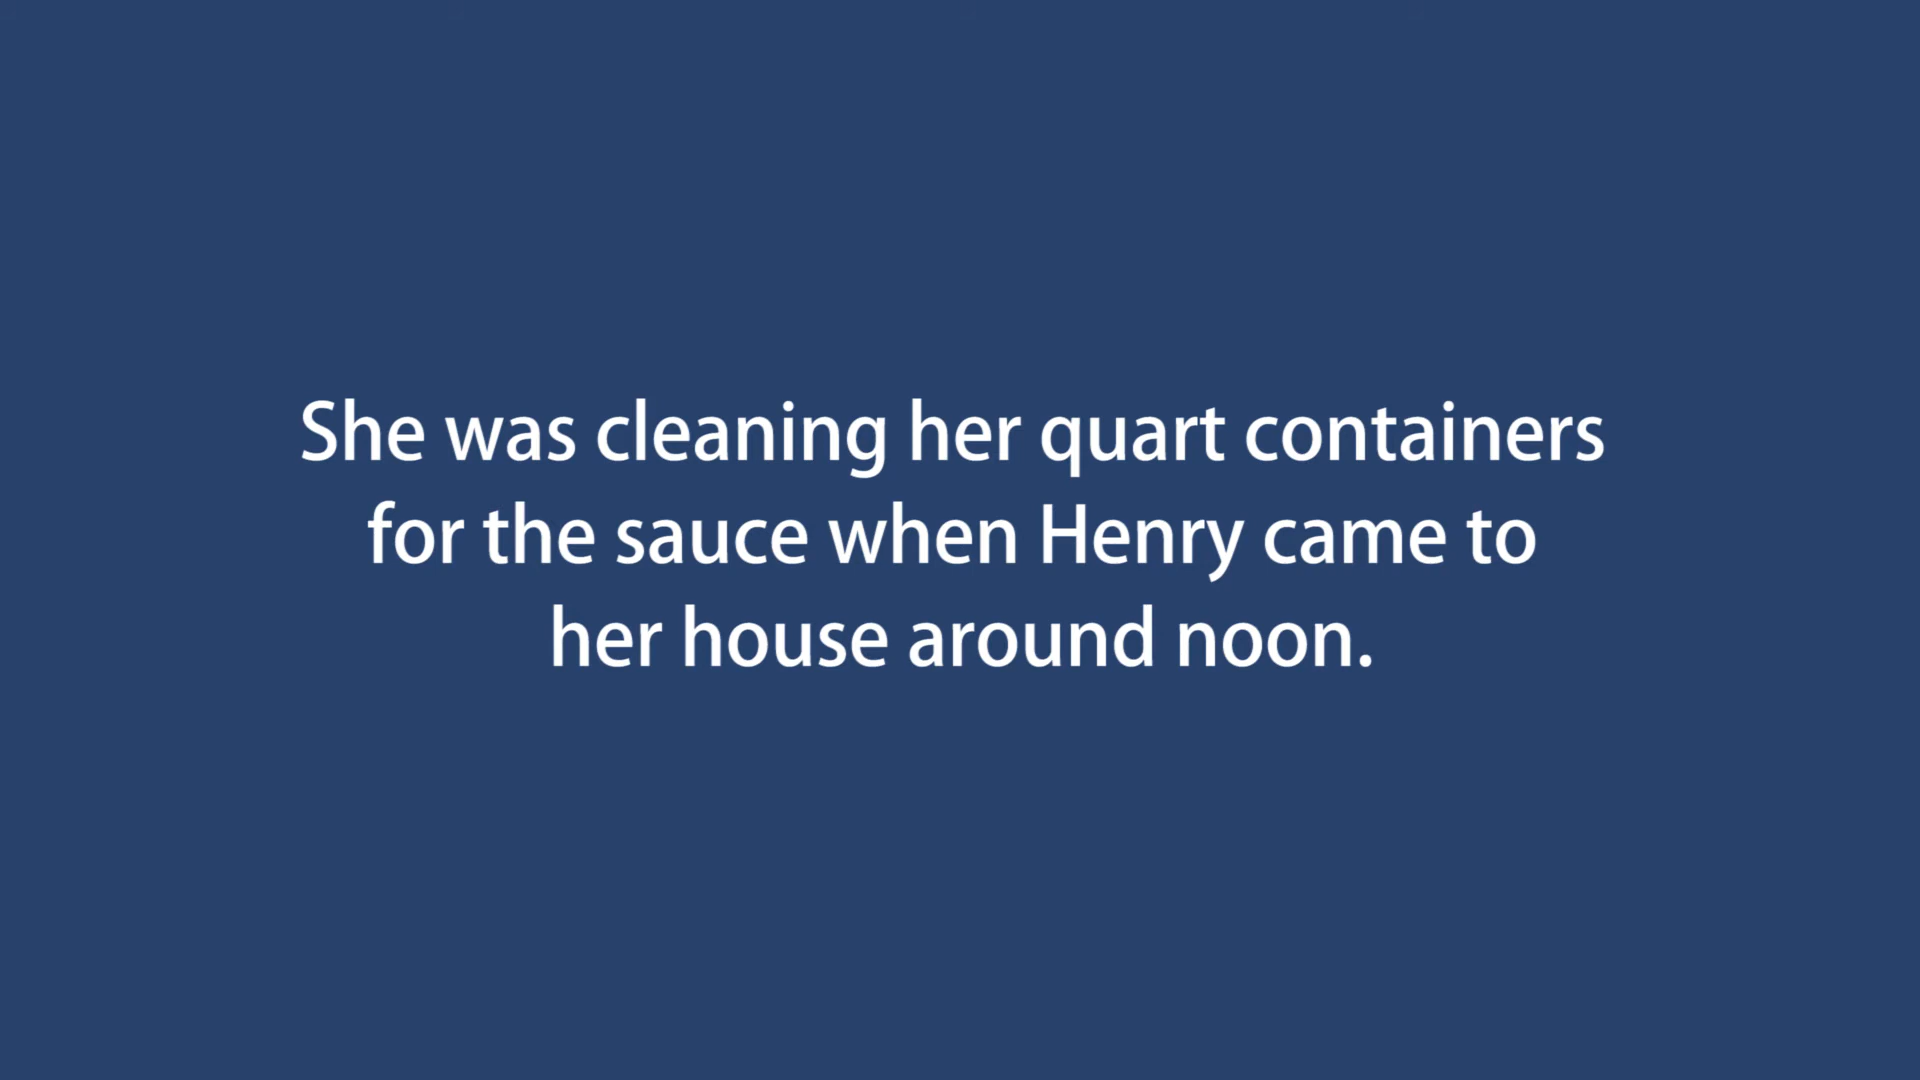 She was cleaning her quart containers
for the sauce when Henry came to
her house around noon.